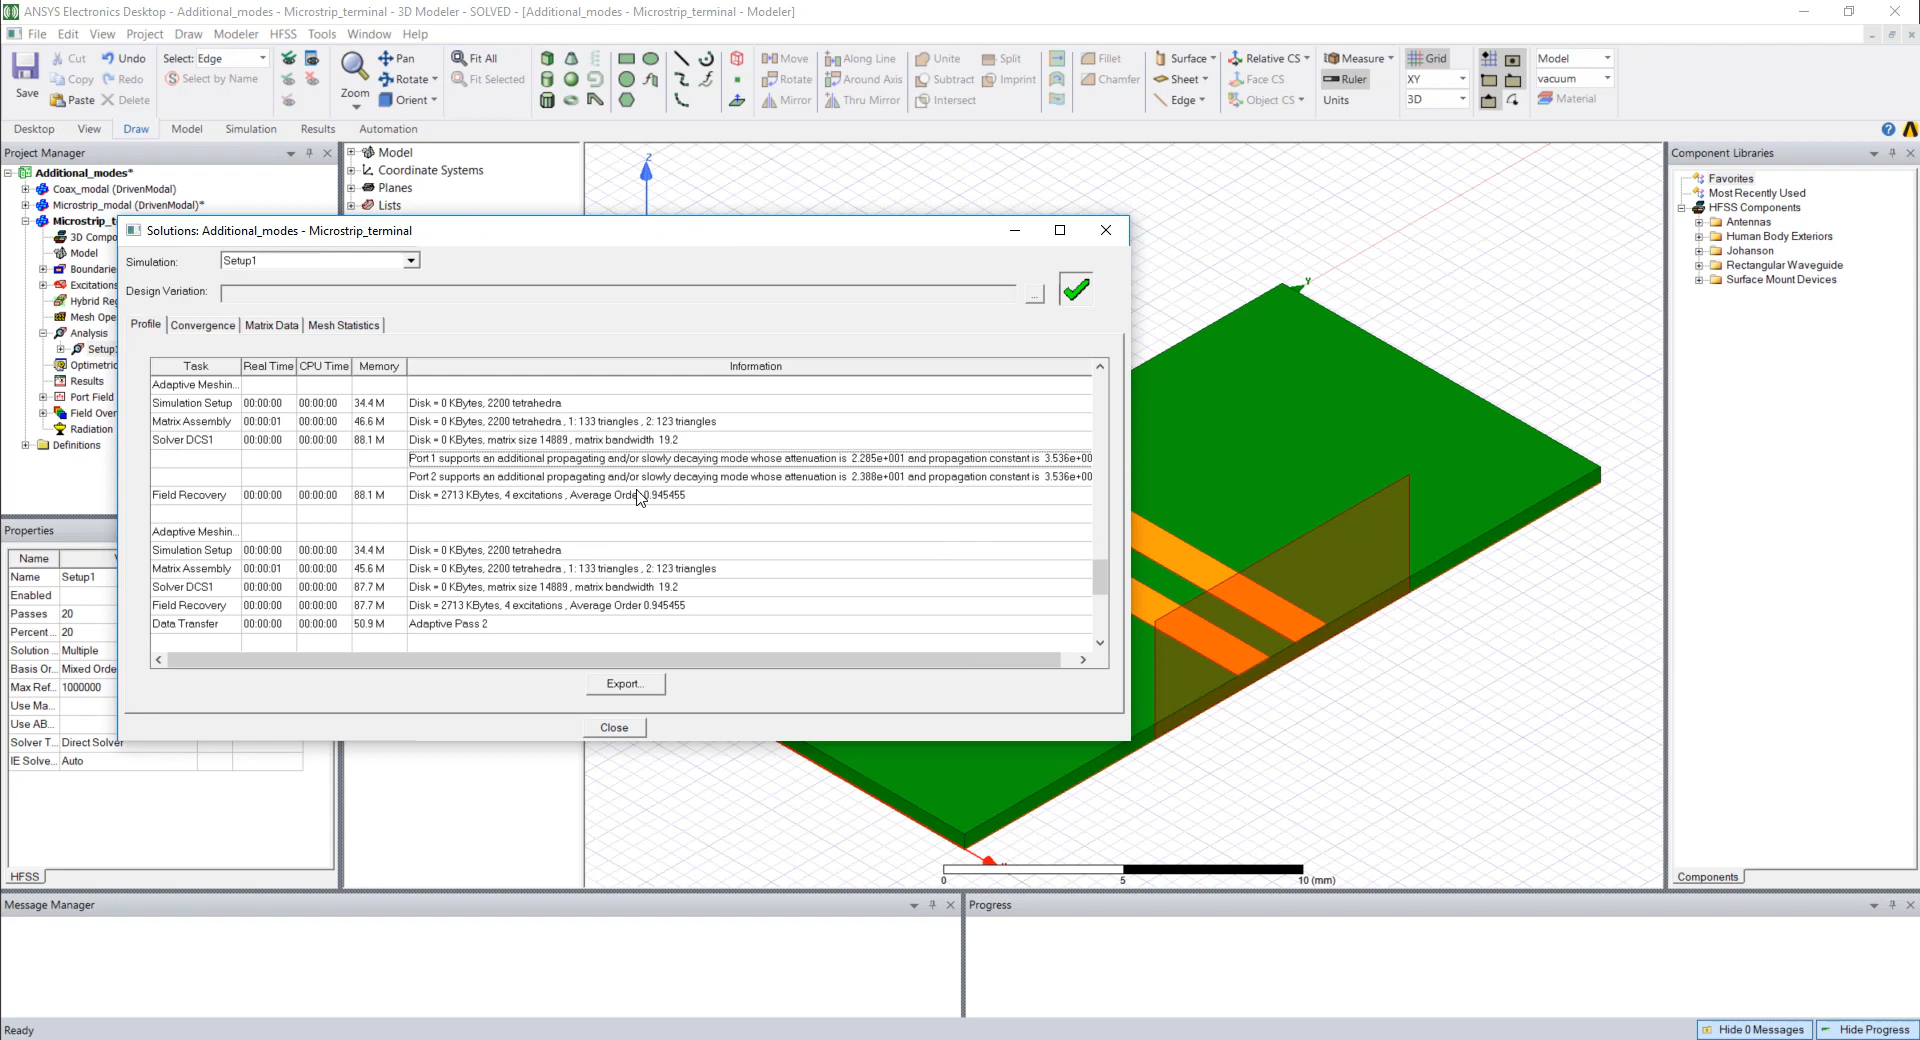 ANSYS Electronics Desktop - Additional_modes - Microstrip_terminal - 3D Modeler - SOLVED - [Additional_modes - Microstrip_terminal - Modeler]
File Edit View Project Draw Modeler HFSS Tools Window Help
Save
Cut Undo
Copy Redo
Paste Delete
Select: Edge
Select by Name
Zoom
Pan
Rotate
Orient
Fit All
Fit Selected
Move Along Line
Rotate Around Axis
Mirror Thru Mirror
Unite Split
Subtract Imprint
Intersect
Fillet
Chamfer
Surface
Sheet
Edge
Relative CS
Face CS
Object CS
Measure
Ruler
Units
Grid
XY
3D
Model
vacuum
Material
Desktop View Draw Model Simulation Results Automation
Project Manager
Additional_modes*
Coax_modal (DrivenModal)
Microstrip_modal (DrivenModal)*
Microstrip_t
3D Compo
Model
Boundarie
Excitations
Hybrid Reg
Mesh Ope
Analysis
Setup1
Optimetric
Results
Port Field
Field Over
Radiation
Definitions
Model
Coordinate Systems
Planes
Lists
Z
Y
Solutions: Additional_modes - Microstrip_terminal
Simulation: Setup1
Design Variation: ...
Profile Convergence Matrix Data Mesh Statistics
Task Real Time CPU Time Memory Information
Adaptive Meshin...
Simulation Setup 00:00:00 00:00:00 34.4 M Disk = 0 KBytes, 2200 tetrahedra
Matrix Assembly 00:00:01 00:00:00 46.6 M Disk = 0 KBytes, 2200 tetrahedra , 1: 133 triangles , 2: 123 triangles
Solver DCS1 00:00:00 00:00:00 88.1 M Disk = 0 KBytes, matrix size 14889 , matrix bandwidth 19.2
Port 1 supports an additional propagating and/or slowly decaying mode whose attenuation is 2.285e+001 and propagation constant is 3.536e+00
Port 2 supports an additional propagating and/or slowly decaying mode whose attenuation is 2.388e+001 and propagation constant is 3.536e+00
Field Recovery 00:00:00 00:00:00 88.1 M Disk = 2713 KBytes, 4 excitations , Average Orde 0.945455
Adaptive Meshin...
Simulation Setup 00:00:00 00:00:00 34.4 M Disk = 0 KBytes, 2200 tetrahedra
Matrix Assembly 00:00:01 00:00:00 45.6 M Disk = 0 KBytes, 2200 tetrahedra , 1: 133 triangles , 2: 123 triangles
Solver DCS1 00:00:00 00:00:00 87.7 M Disk = 0 KBytes, matrix size 14889 , matrix bandwidth 19.2
Field Recovery 00:00:00 00:00:00 87.7 M Disk = 2713 KBytes, 4 excitations , Average Order 0.945455
Data Transfer 00:00:00 00:00:00 50.9 M Adaptive Pass 2
Export...
Close
Properties
Name V
Name Setup1
Enabled
Passes 20
Percent... 20
Solution... Multiple
Basis Or... Mixed Orde
Max Ref... 1000000
Use Ma...
Use AB...
Solver T... Direct Solver
IE Solve... Auto
HFSS
0 5 10 (mm)
Component Libraries
Favorites
Most Recently Used
HFSS Components
Antennas
Human Body Exteriors
Johanson
Rectangular Waveguide
Surface Mount Devices
Components
Message Manager
Progress
Ready
Hide 0 Messages
Hide Progress